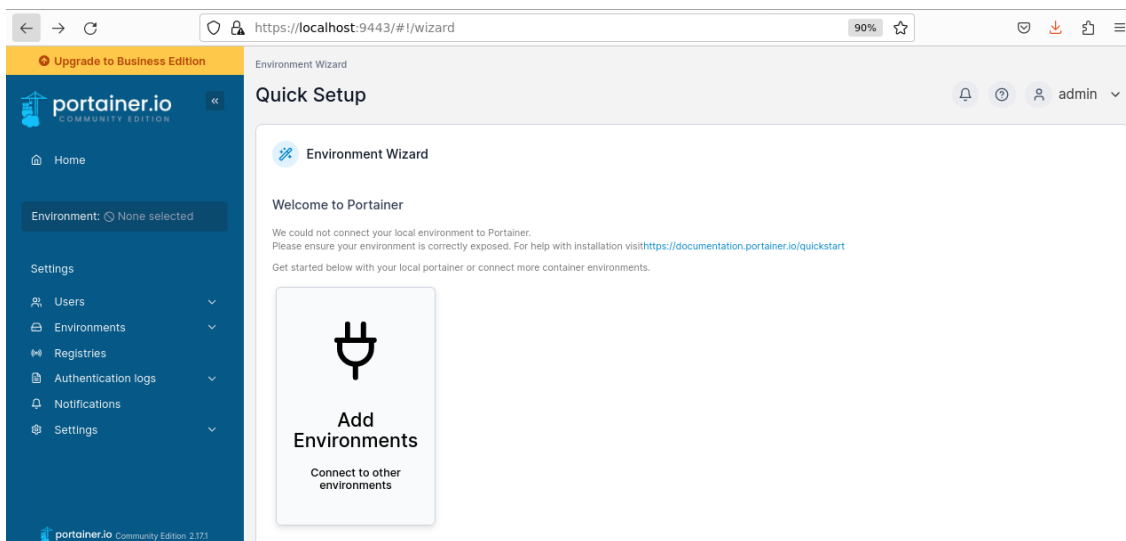 https://localhost:9443/#!/wizard
90%
Upgrade to Business Edition
portainer.io
COMMUNITY EDITION
Home
Environment: None selected
Settings
Users
Environments
Registries
Authentication logs
Notifications
Settings
portainer.io Community Edition 2.17.1
Environment Wizard
Quick Setup
admin
Environment Wizard
Welcome to Portainer
We could not connect your local environment to Portainer.
Please ensure your environment is correctly exposed. For help with installation visithttps://documentation.portainer.io/quickstart
Get started below with your local portainer or connect more container environments.
Add
Environments
Connect to other
environments